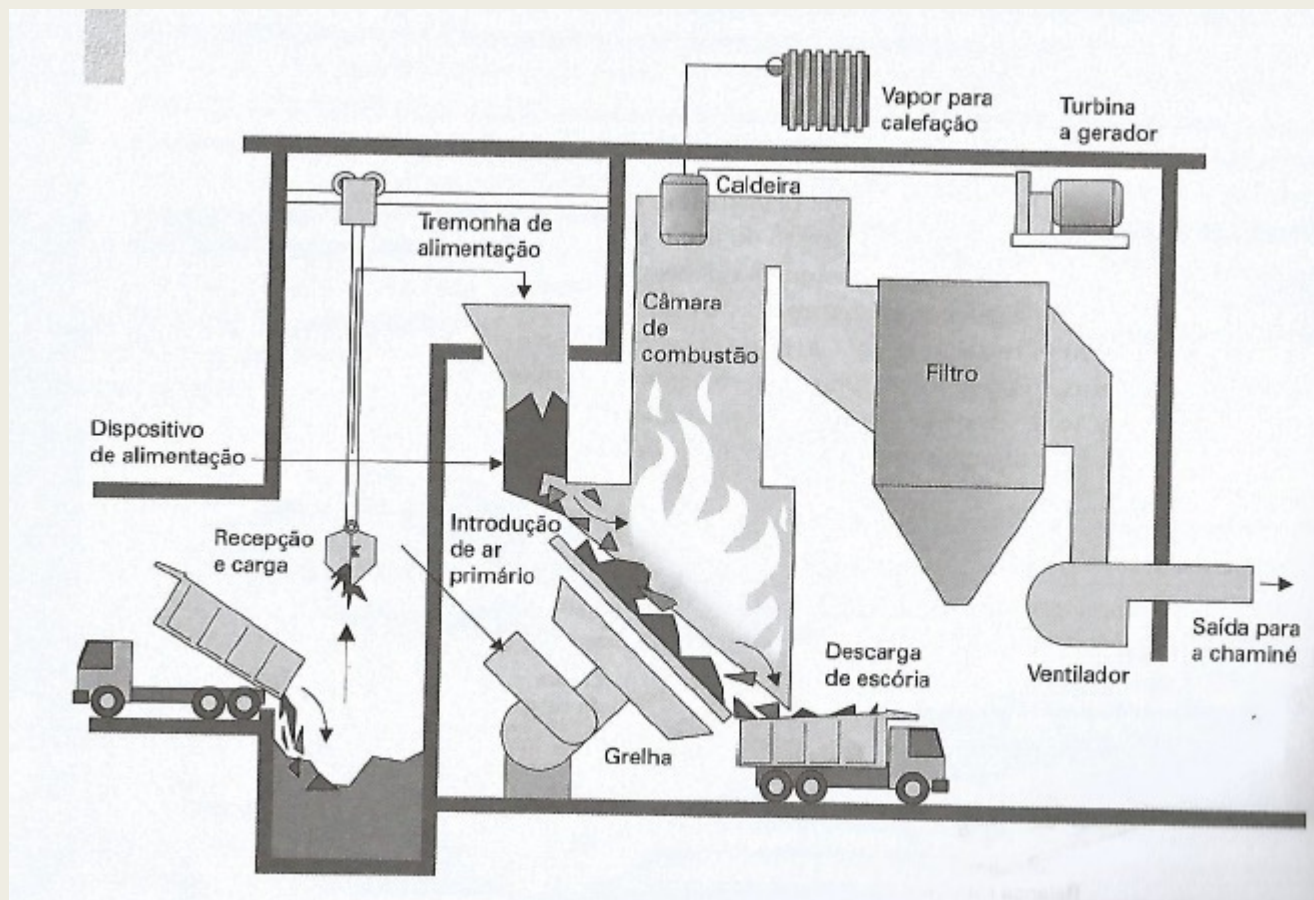 Vapor para
calefação
Turbina
a gerador
Caldeira
Tremonha de
alimentação
Câmara
de
combustão
Filtro
Dispositivo
de alimentação
Recepção
e carga
Introdução
de ar
primário
Descarga
de escória
Saída para
a chaminé
Ventilador
Grelha